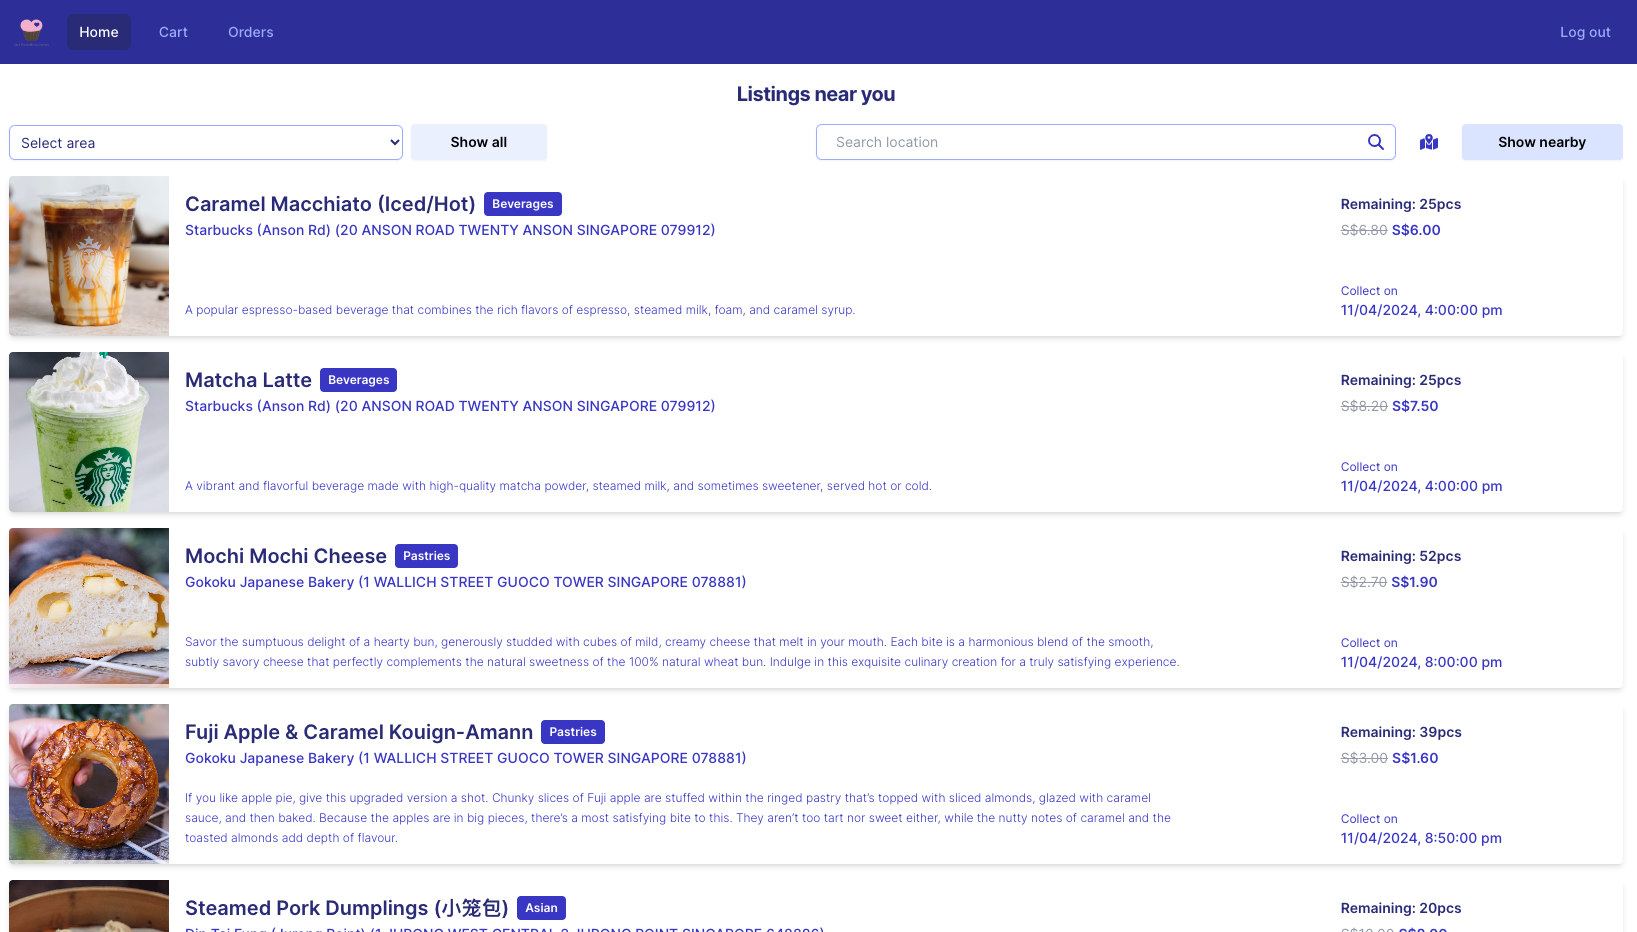 Home
Cart
Orders
Log out
Listings near you
Select area
Show all
Search location
Show nearby
Caramel Macchiato (Iced/Hot) Beverages
Starbucks (Anson Rd) (20 ANSON ROAD TWENTY ANSON SINGAPORE 079912)
A popular espresso-based beverage that combines the rich flavors of espresso, steamed milk, foam, and caramel syrup.
Remaining: 25pcs
S$6.80 S$6.00
Collect on
11/04/2024, 4:00:00 pm
Matcha Latte Beverages
Starbucks (Anson Rd) (20 ANSON ROAD TWENTY ANSON SINGAPORE 079912)
A vibrant and flavorful beverage made with high-quality matcha powder, steamed milk, and sometimes sweetener, served hot or cold.
Remaining: 25pcs
S$8.20 S$7.50
Collect on
11/04/2024, 4:00:00 pm
Mochi Mochi Cheese Pastries
Gokoku Japanese Bakery (1 WALLICH STREET GUOCO TOWER SINGAPORE 078881)
Savor the sumptuous delight of a hearty bun, generously studded with cubes of mild, creamy cheese that melt in your mouth. Each bite is a harmonious blend of the smooth,
subtly savory cheese that perfectly complements the natural sweetness of the 100% natural wheat bun. Indulge in this exquisite culinary creation for a truly satisfying experience.
Remaining: 52pcs
S$2.70 S$1.90
Collect on
11/04/2024, 8:00:00 pm
Fuji Apple & Caramel Kouign-Amann Pastries
Gokoku Japanese Bakery (1 WALLICH STREET GUOCO TOWER SINGAPORE 078881)
If you like apple pie, give this upgraded version a shot. Chunky slices of Fuji apple are stuffed within the ringed pastry that's topped with sliced almonds, glazed with caramel
sauce, and then baked. Because the apples are in big pieces, there's a most satisfying bite to this. They aren't too tart nor sweet either, while the nutty notes of caramel and the
toasted almonds add depth of flavour.
Remaining: 39pcs
S$3.00 S$1.60
Collect on
11/04/2024, 8:50:00 pm
Steamed Pork Dumplings (小笼包) Asian
Din Tai Fung (Jurong Point) (1 JURONG WEST CENTRAL 2 JURONG POINT SINGAPORE 648886)
Remaining: 20pcs